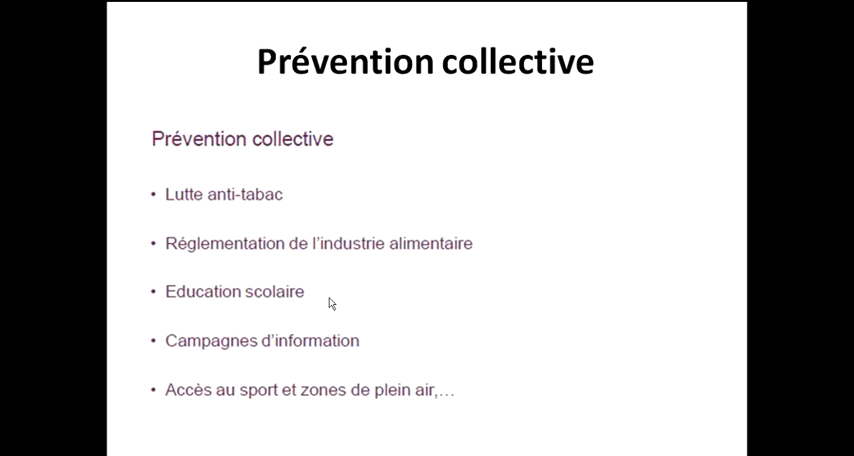 Prévention collective
Prévention collective
• Lutte anti-tabac
• Réglementation de l'industrie alimentaire
• Education scolaire
• Campagnes d'information
• Accès au sport et zones de plein air,…